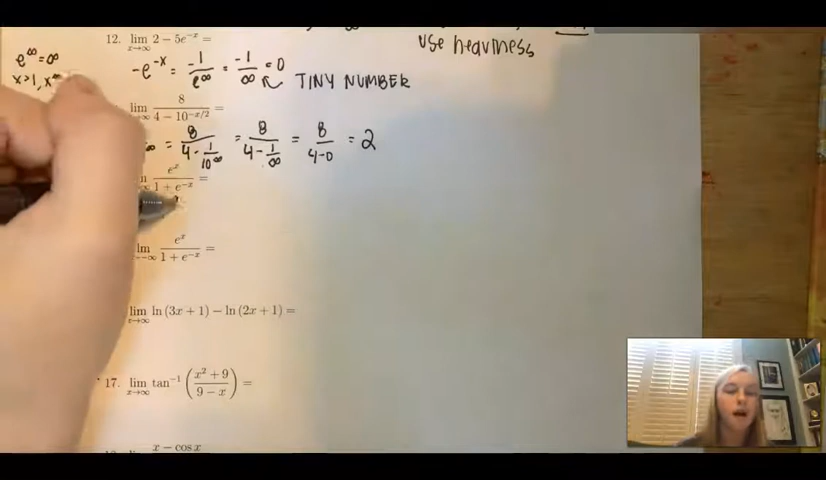 use heaviness
12. lim x→∞ 2 − 5e^{−x} =
e^∞ = ∞
x>1, x^∞
-e^{-x} = -1/e^∞ = -1/∞ = 0 TINY NUMBER
lim x→∞ 8/(4 − 10^{−x/2}) =
∞ = 8/(4 - 1/10^∞) = 8/(4 - 1/∞) = 8/(4-0) = 2
e^x/(1 + e^{−x}) =
lim −∞ e^x/(1 + e^{−x}) =
lim x→∞ ln (3x + 1) − ln (2x + 1) =
17. lim x→∞ tan^{−1} ((x^2 + 9)/(9 − x)) =
x − cos x